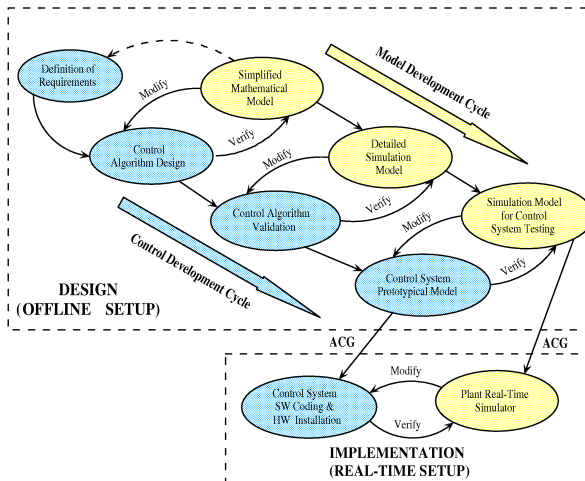 Definition of
Requirements
Modify
Simplified
Mathematical
Model
Model Development Cycle
Verify
Control
Algorithm Design
Modify
Detailed
Simulation
Model
Verify
Control Algorithm
Validation
Modify
Simulation Model
for Control
System Testing
Control Development Cycle
Verify
Control System
Prototypical Model
DESIGN
(OFFLINE SETUP)
ACG
ACG
Modify
Control System
SW Coding &
HW Installation
Plant Real-Time
Simulator
Verify
IMPLEMENTATION
(REAL-TIME SETUP)